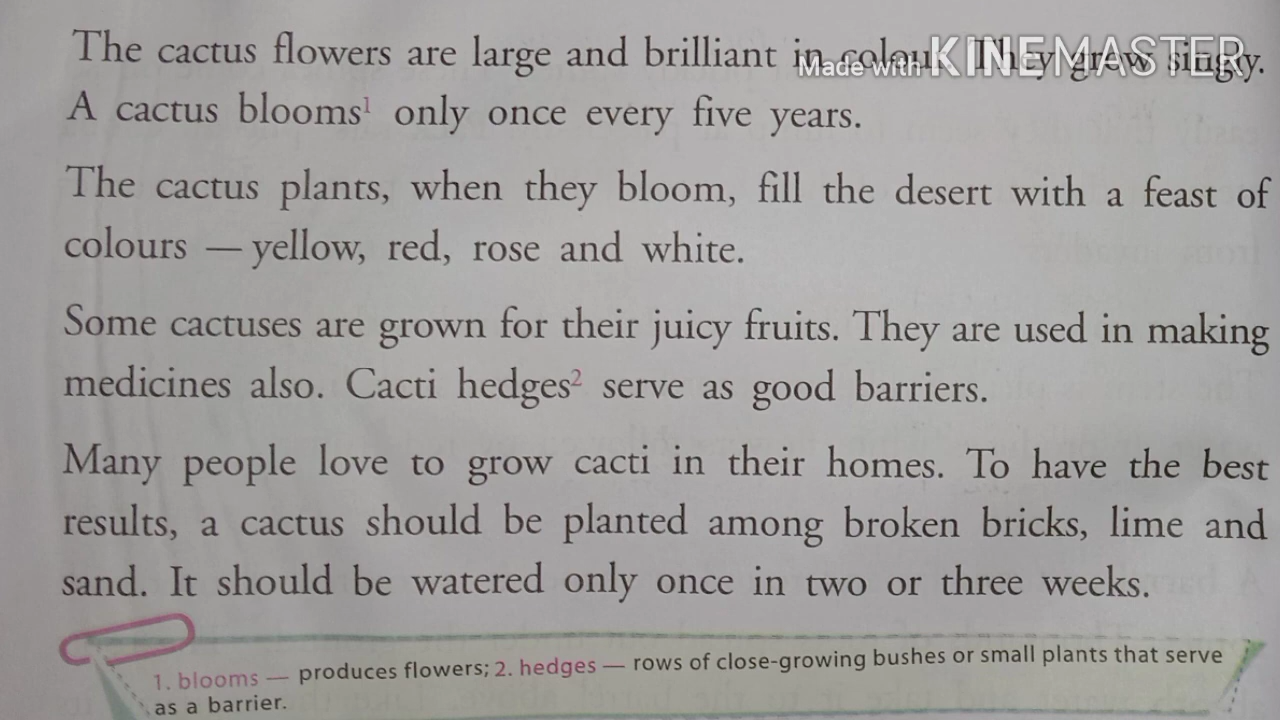 The cactus flowers are large and brilliant in colour. They grow singly.
Made with KINEMASTER
A cactus blooms¹ only once every five years.
The cactus plants, when they bloom, fill the desert with a feast of
colours — yellow, red, rose and white.
Some cactuses are grown for their juicy fruits. They are used in making
medicines also. Cacti hedges² serve as good barriers.
Many people love to grow cacti in their homes. To have the best
results, a cactus should be planted among broken bricks, lime and
sand. It should be watered only once in two or three weeks.
1. blooms — produces flowers; 2. hedges — rows of close-growing bushes or small plants that serve
as a barrier.